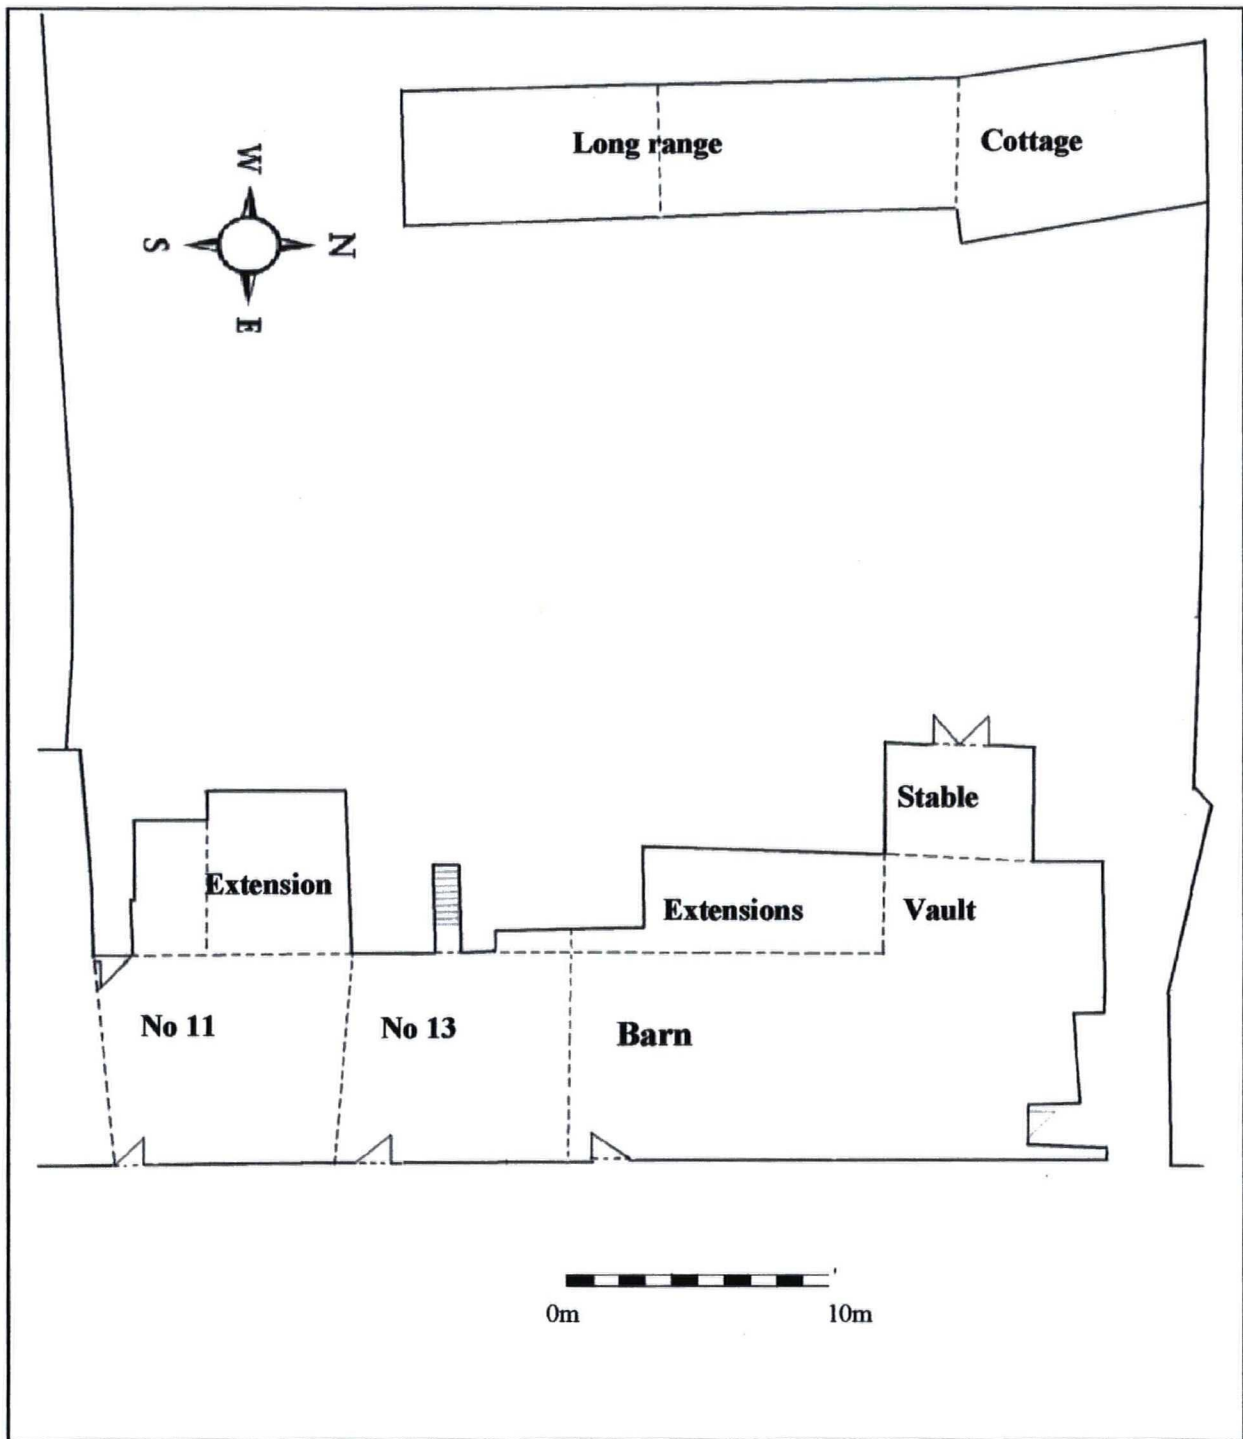 Long range
Cottage
W
S
N
E
Stable
Extension
Extensions
Vault
No 11
No 13
Barn
0m
10m